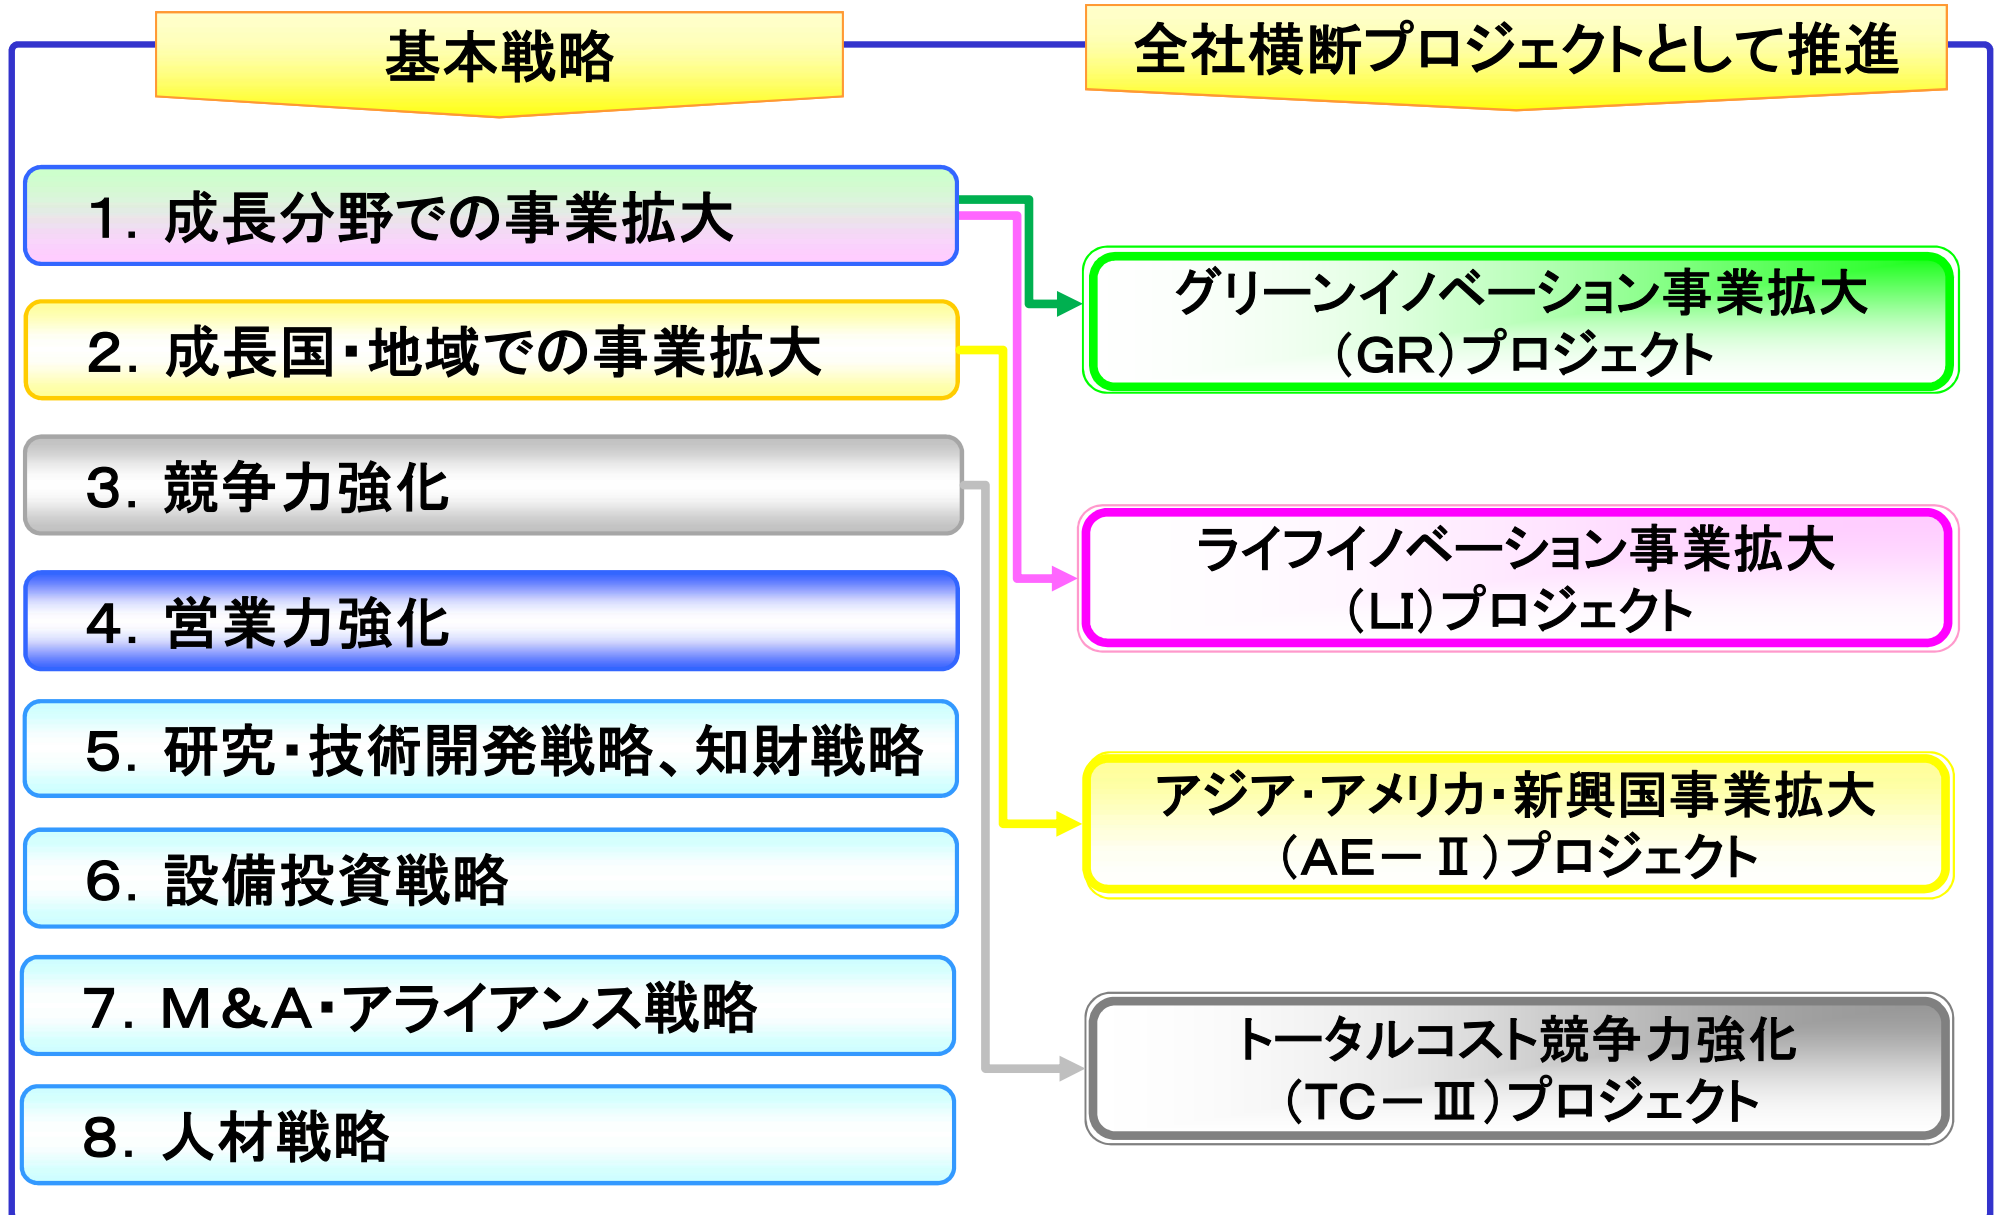 基本戦略
全社横断プロジェクトとして推進
1．成長分野での事業拡大
2．成長国・地域での事業拡大
3．競争力強化
4．営業力強化
5．研究・技術開発戦略、知財戦略
6．設備投資戦略
7．M＆A・アライアンス戦略
8．人材戦略
グリーンイノベーション事業拡大
（GR）プロジェクト
ライフイノベーション事業拡大
（LI）プロジェクト
アジア・アメリカ・新興国事業拡大
（AE－Ⅱ）プロジェクト
トータルコスト競争力強化
（TC－Ⅲ）プロジェクト